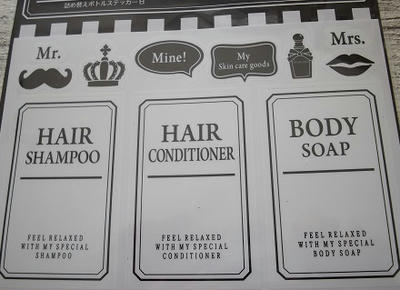 詰め替えボトルステッカー日
Mr.
Mine!
My
Skin care goods
Mrs.
HAIR
SHAMPOO
FEEL RELAXED
WITH MY SPECIAL
SHAMPOO
HAIR
CONDITIONER
FEEL RELAXED
WITH MY SPECIAL
CONDITIONER
BODY
SOAP
FEEL RELAXED
WITH MY SPECIAL
BODY SOAP